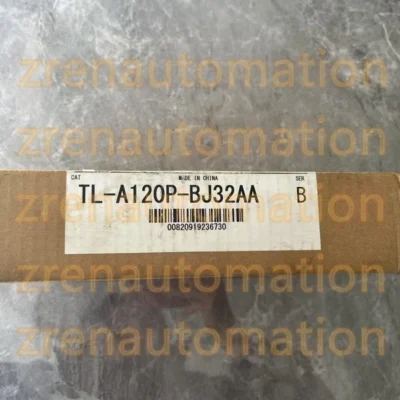 zrenautomation
zrenautomation
CAT
MADE IN CHINA
SER
TL-A120P-BJ32AA
B
00820919236730
zrenautomation
zrenautomation
zrenautomation